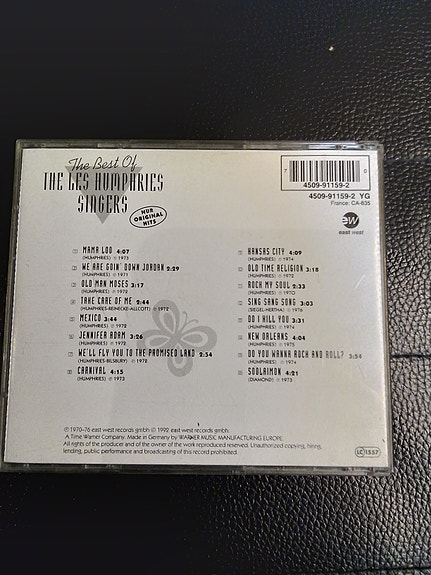 The Best Of
THE LES HUMPHRIES
SINGERS
NUR
ORIGINAL
HITS
7 4509-91159-2 0
4509-91159-2 YG
France: CA-835
ew
east west
MAMA LOO 4:07
(HUMPHRIES) ℗ 1973
WE ARE GOIN' DOWN JORDAN 2:29
(HUMPHRIES) ℗ 1971
OLD MAN MOSES 3:17
(HUMPHRIES) ℗ 1972
TAKE CARE OF ME 2:44
(HUMPHRIES-REINECKE-ALLCOTT) ℗ 1972
MEXICO 3:44
(HUMPHRIES) ℗ 1972
JENNIFER ADAM 3:26
(HUMPHRIES) ℗ 1972
WE'LL FLY YOU TO THE PROMISED LAND 2:54
(HUMPHRIES-BILSBURY) ℗ 1972
CARNIVAL 4:15
(HUMPHRIES) ℗ 1973
KANSAS CITY 4:09
(HUMPHRIES) ℗ 1974
OLD TIME RELIGION 3:18
(HUMPHRIES) ℗
ROCK MY SOUL 2:33
(HUMPHRIES) ℗
SING SANG SONG 3:03
(SIEGEL-HERTHA) ℗ 1976
DO I KILL YOU 3:31
(HUMPHRIES) ℗ 1974
NEW ORLEANS 4:04
(HUMPHRIES) ℗ 1975
DO YOU WANNA ROCK AND ROLL? 3:54
(HUMPHRIES) ℗ 1974
SOOLAIMON 4:21
(DIAMOND) ℗ 1973
℗ 1970–76 east west records gmbh © 1992 east west records gmbh
A Time Warner Company. Made in Germany by WARNER MUSIC MANUFACTURING EUROPE.
All rights of the producer and of the owner of the work reproduced reserved. Unauthorized copying, hiring,
lending, public performance and broadcasting of this record prohibited.
LC 1557